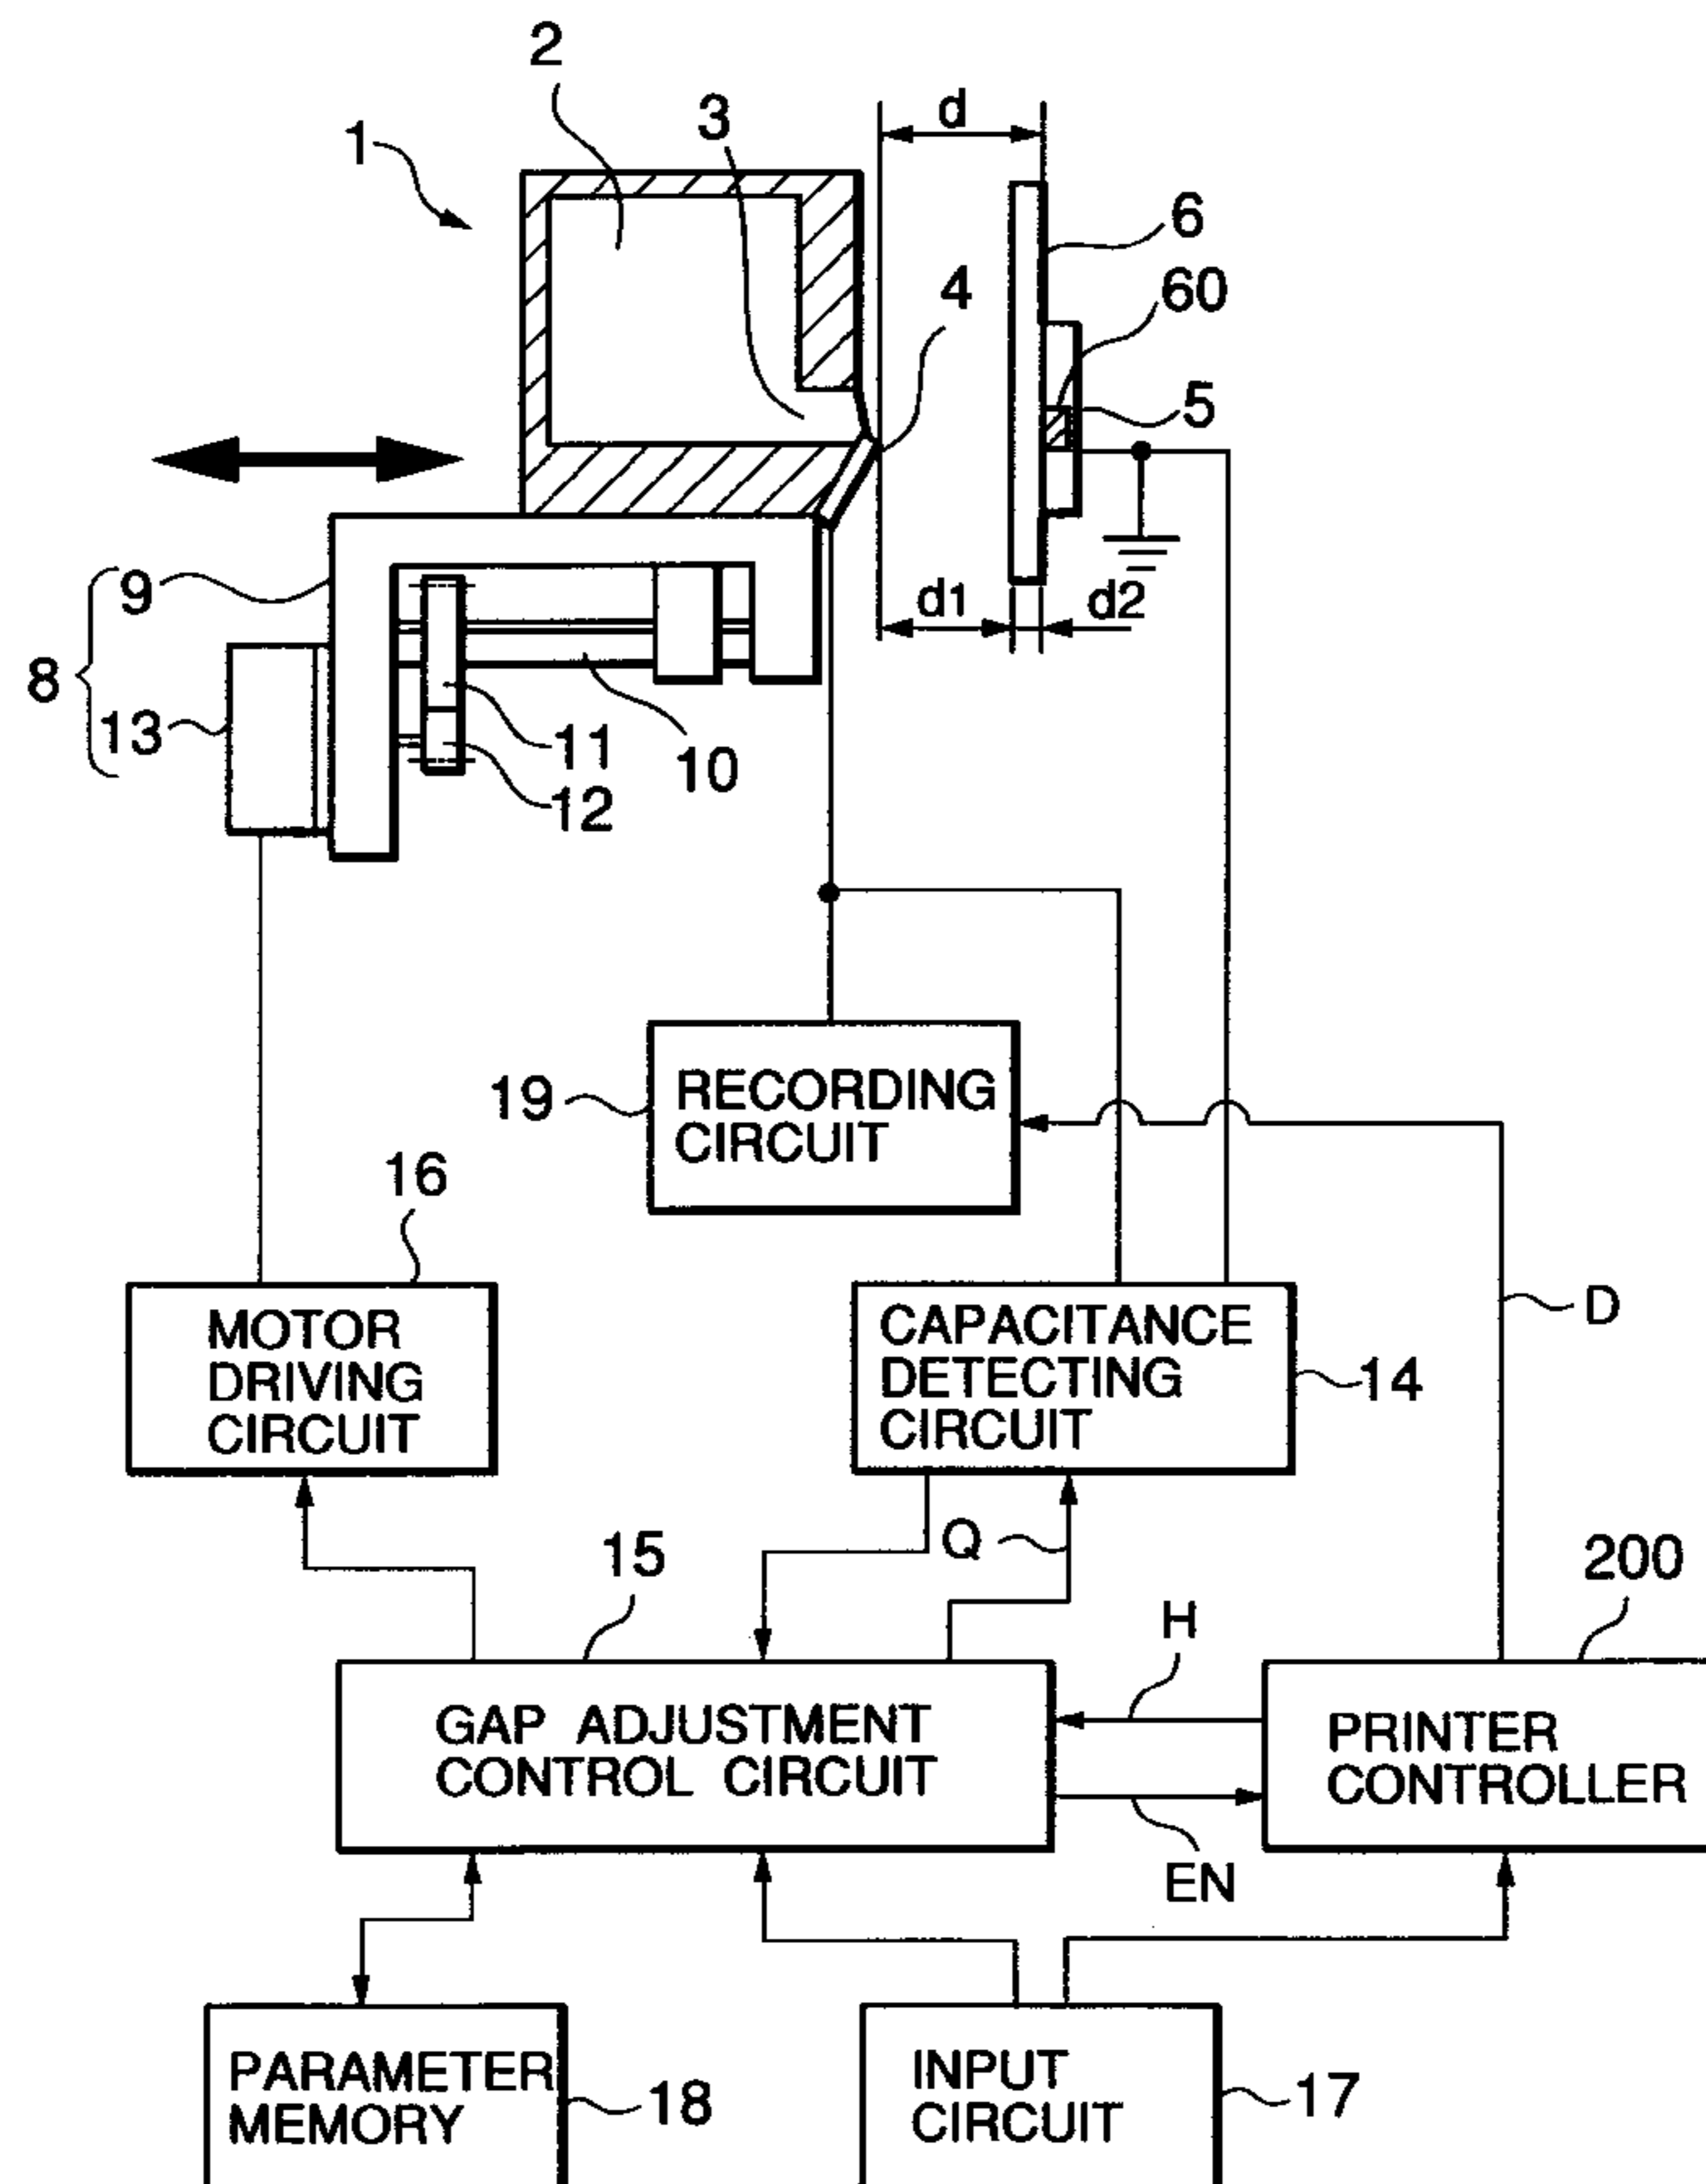 2
d
3
1
6
60
4
5
9
d1
d2
8
13
11
10
12
19
RECORDING
CIRCUIT
16
D
MOTOR
DRIVING
CIRCUIT
CAPACITANCE
DETECTING
CIRCUIT
14
Q
15
200
H
GAP ADJUSTMENT
CONTROL CIRCUIT
PRINTER
CONTROLLER
EN
PARAMETER
MEMORY
18
INPUT
CIRCUIT
17